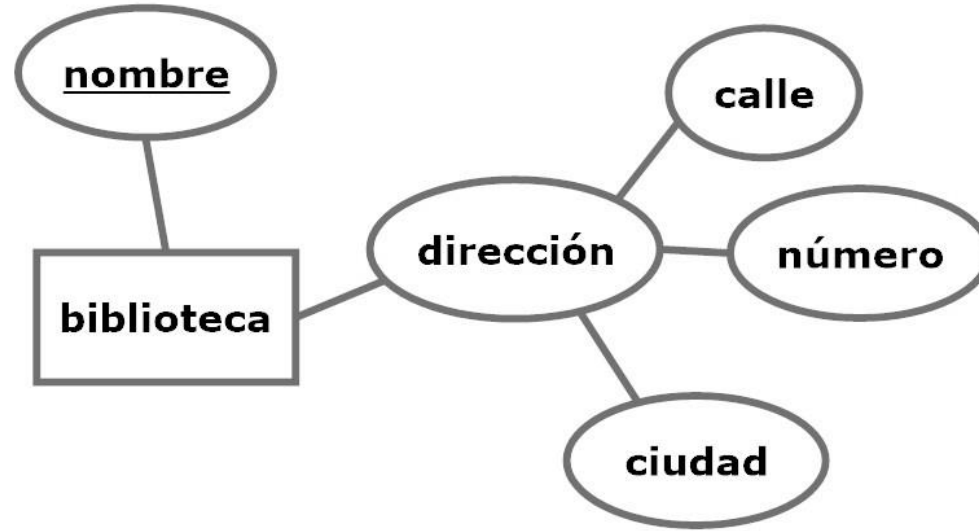 nombre
calle
dirección
número
biblioteca
ciudad